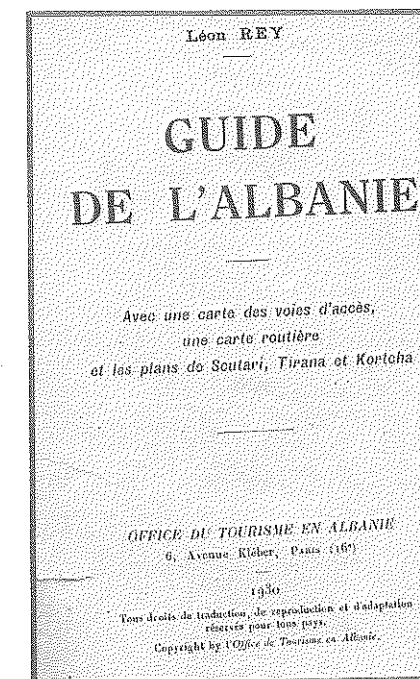 Léon REY
GUIDE
DE L'ALBANIE
Avec une carte des voies d'accès,
une carte routière
et les plans de Scutari, Tirana et Kortcha
OFFICE DU TOURISME EN ALBANIE
6, Avenue Kléber, PARIS (16ᵉ)
1930
Tous droits de traduction, de reproduction et d'adaptation
réservés pour tous pays.
Copyright by l'Office de Tourisme en Albanie.